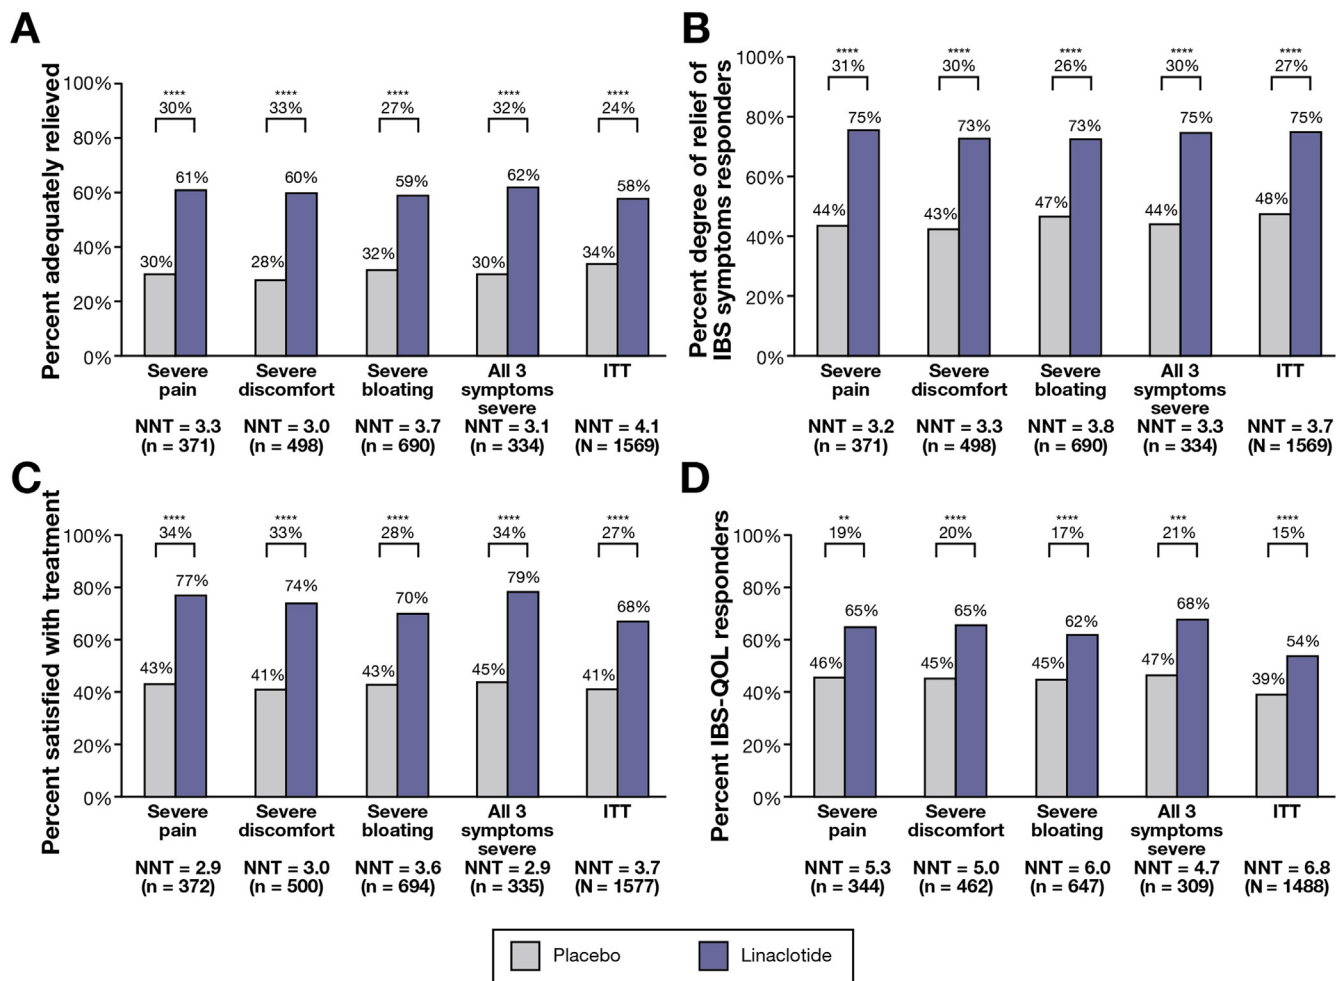 A
Percent adequately relieved
100%
80%
60%
40%
20%
0%
**** **** **** **** ****
30% 33% 27% 32% 24%
61% 60% 59% 62% 58%
30% 28% 32% 30% 34%
Severe Severe Severe All 3 ITT
pain discomfort bloating symptoms
severe
NNT = 3.3 NNT = 3.0 NNT = 3.7 NNT = 3.1 NNT = 4.1
(n = 371) (n = 498) (n = 690) (n = 334) (N = 1569)
B
Percent degree of relief of
IBS symptoms responders
100%
80%
60%
40%
20%
0%
**** **** **** **** ****
31% 30% 26% 30% 27%
75% 73% 73% 75% 75%
44% 43% 47% 44% 48%
Severe Severe Severe All 3 ITT
pain discomfort bloating symptoms
severe
NNT = 3.2 NNT = 3.3 NNT = 3.8 NNT = 3.3 NNT = 3.7
(n = 371) (n = 498) (n = 690) (n = 334) (N = 1569)
C
Percent satisfied with treatment
100%
80%
60%
40%
20%
0%
**** **** **** **** ****
34% 33% 28% 34% 27%
77% 74% 70% 79% 68%
43% 41% 43% 45% 41%
Severe Severe Severe All 3 ITT
pain discomfort bloating symptoms
severe
NNT = 2.9 NNT = 3.0 NNT = 3.6 NNT = 2.9 NNT = 3.7
(n = 372) (n = 500) (n = 694) (n = 335) (N = 1577)
D
Percent IBS-QOL responders
100%
80%
60%
40%
20%
0%
** **** **** *** ****
19% 20% 17% 21% 15%
65% 65% 62% 68% 54%
46% 45% 45% 47% 39%
Severe Severe Severe All 3 ITT
pain discomfort bloating symptoms
severe
NNT = 5.3 NNT = 5.0 NNT = 6.0 NNT = 4.7 NNT = 6.8
(n = 344) (n = 462) (n = 647) (n = 309) (N = 1488)
Placebo Linaclotide